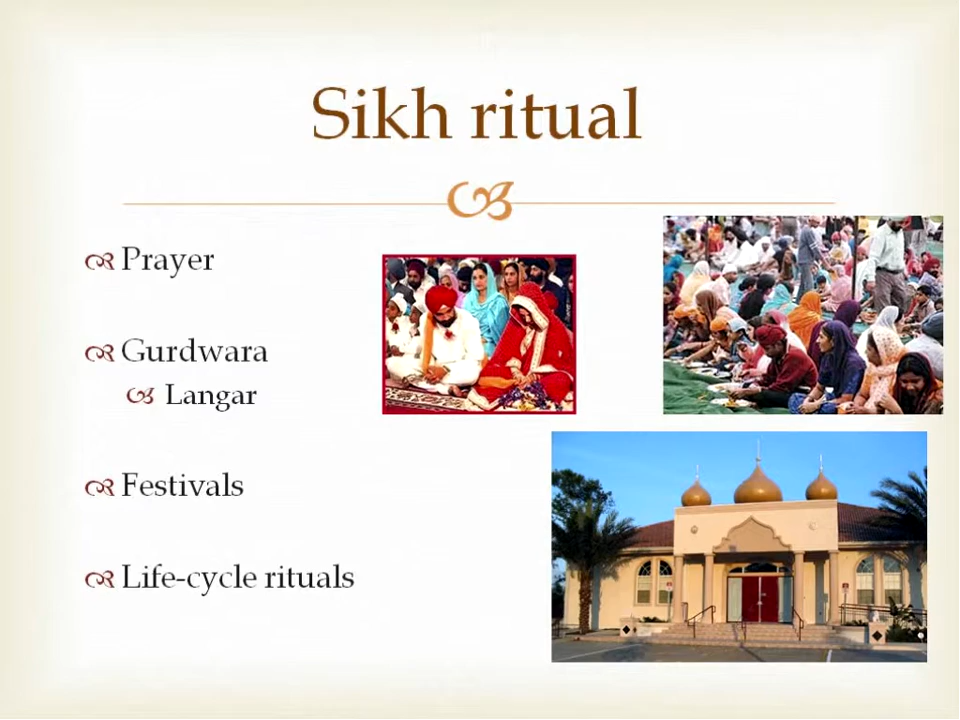 Sikh ritual
Prayer
Gurdwara
Langar
Festivals
Life-cycle rituals